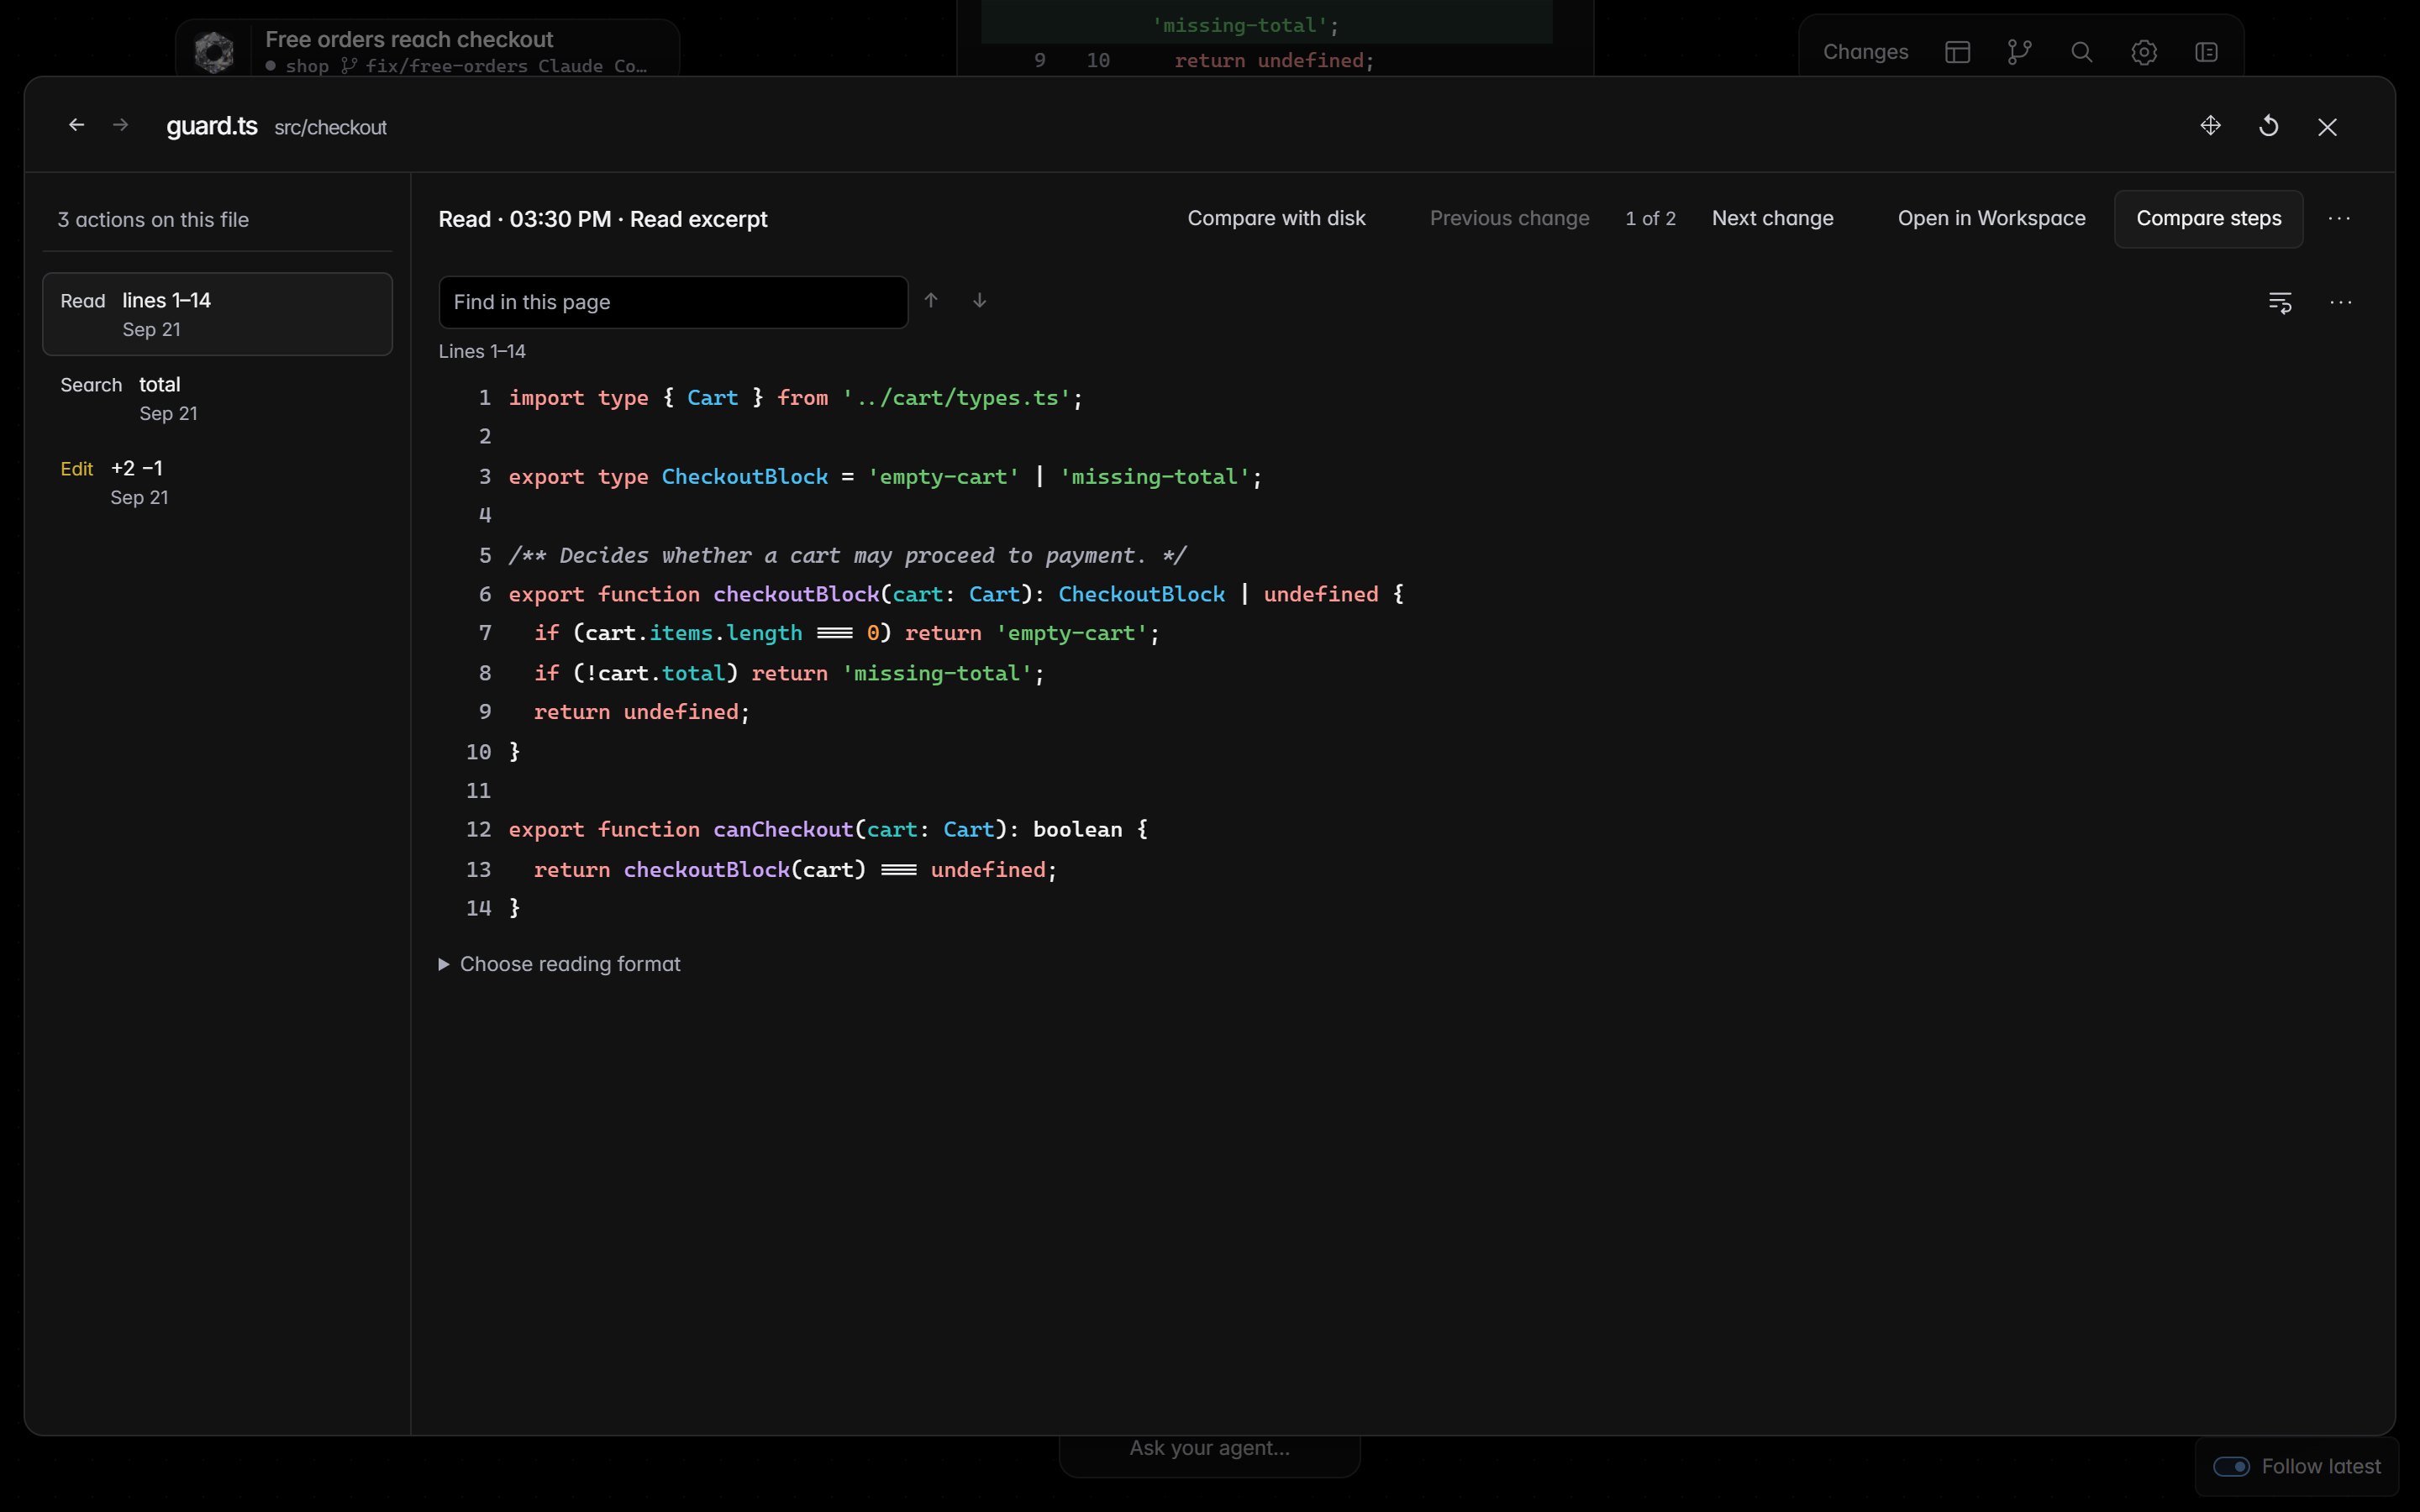 Free orders reach checkout
shop fix/free-orders Claude Co…
'missing-total';
9 10 return undefined;
Changes
guard.ts src/checkout
3 actions on this file
Read lines 1–14
Sep 21
Search total
Sep 21
Edit +2 −1
Sep 21
Read · 03:30 PM · Read excerpt
Compare with disk
Previous change
1 of 2
Next change
Open in Workspace
Compare steps
Find in this page
Lines 1–14
1 import type { Cart } from '../cart/types.ts';
2
3 export type CheckoutBlock = 'empty-cart' | 'missing-total';
4
5 /** Decides whether a cart may proceed to payment. */
6 export function checkoutBlock(cart: Cart): CheckoutBlock | undefined {
7   if (cart.items.length === 0) return 'empty-cart';
8   if (!cart.total) return 'missing-total';
9   return undefined;
10 }
11
12 export function canCheckout(cart: Cart): boolean {
13   return checkoutBlock(cart) === undefined;
14 }
Choose reading format
Ask your agent...
Follow latest